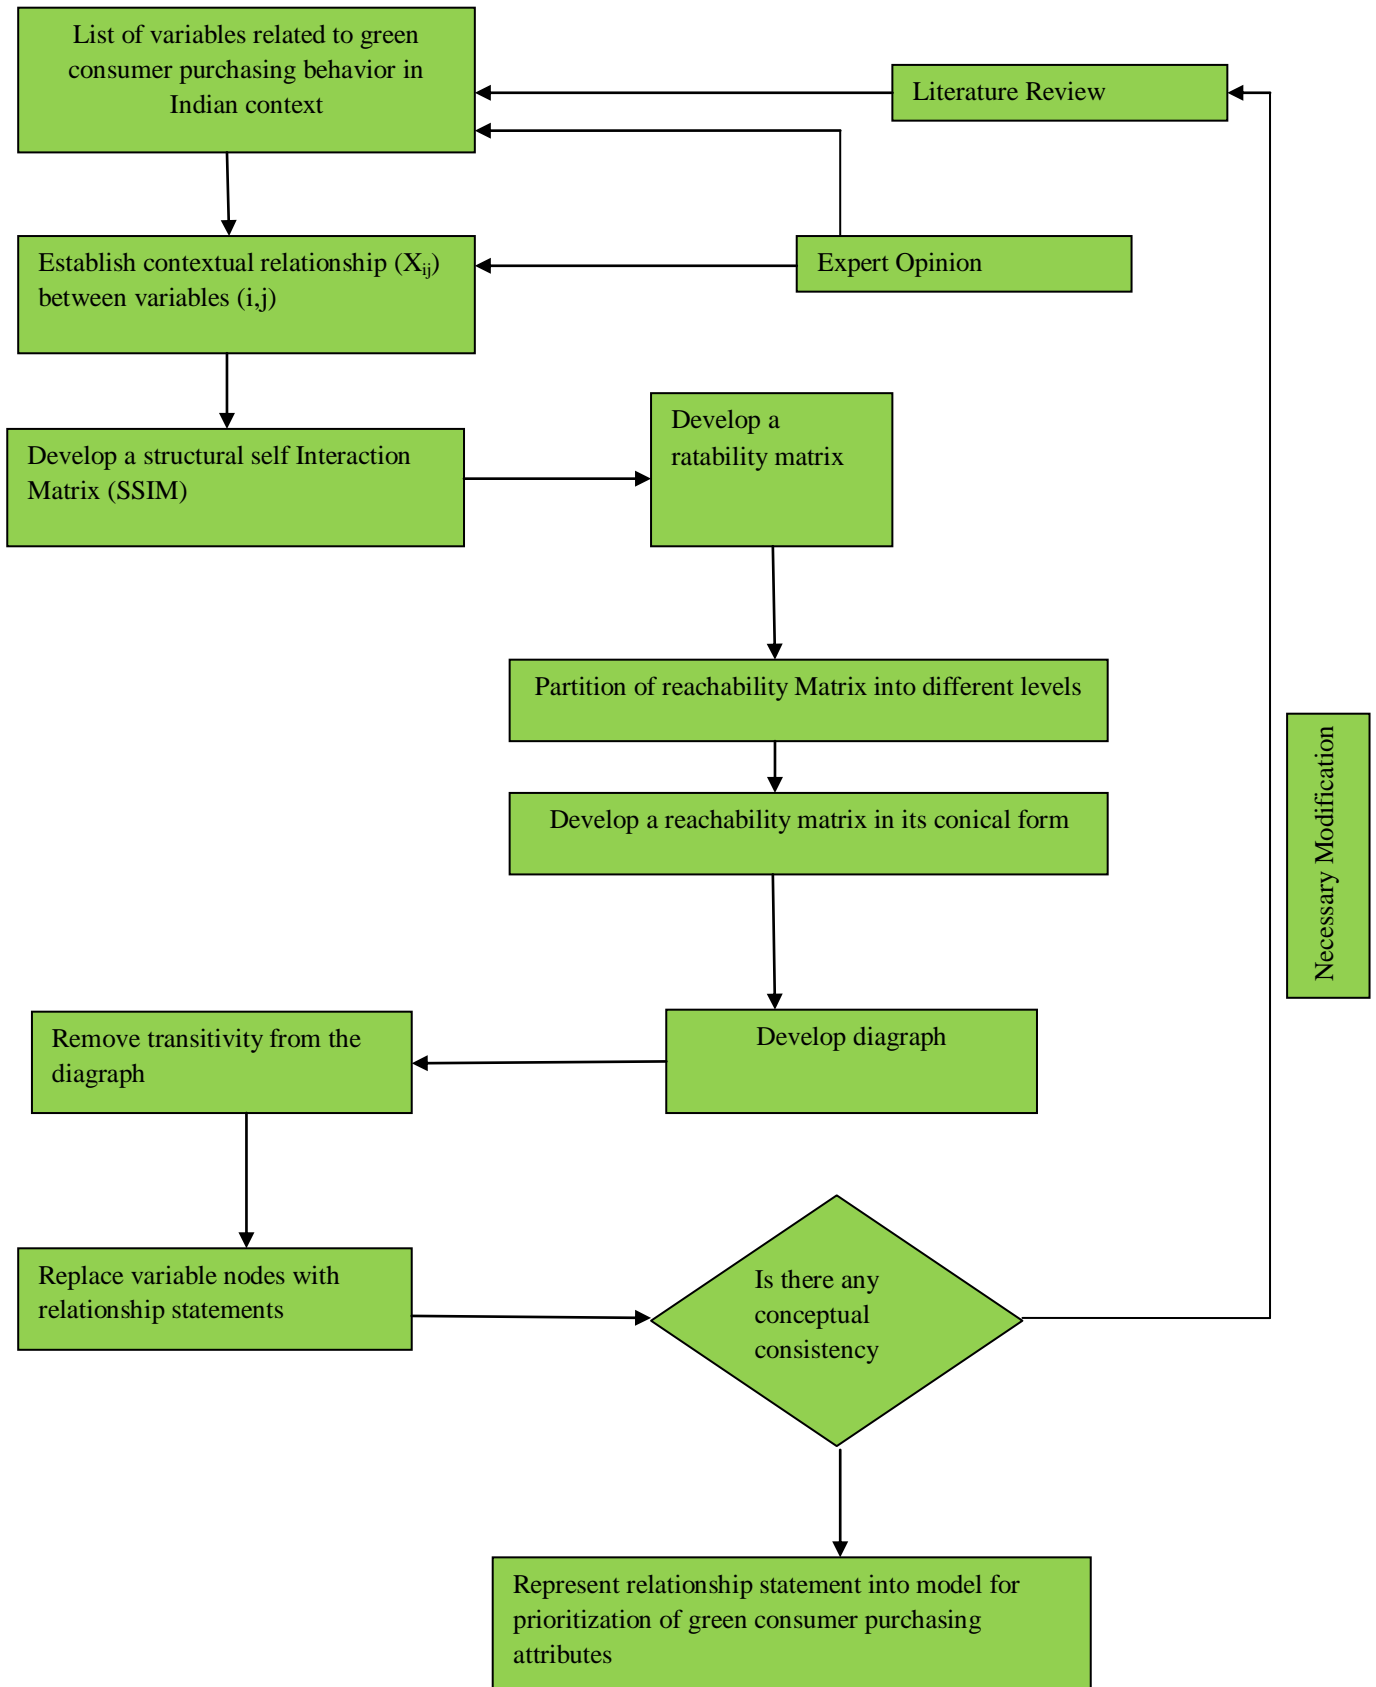 List of variables related to green
consumer purchasing behavior in
Indian context
Literature Review
Establish contextual relationship (Xij)
between variables (i,j)
Expert Opinion
Develop a structural self Interaction
Matrix (SSIM)
Develop a
ratability matrix
Partition of reachability Matrix into different levels
Develop a reachability matrix in its conical form
Necessary Modification
Develop diagraph
Remove transitivity from the
diagraph
Replace variable nodes with
relationship statements
Is there any
conceptual
consistency
Represent relationship statement into model for
prioritization of green consumer purchasing
attributes